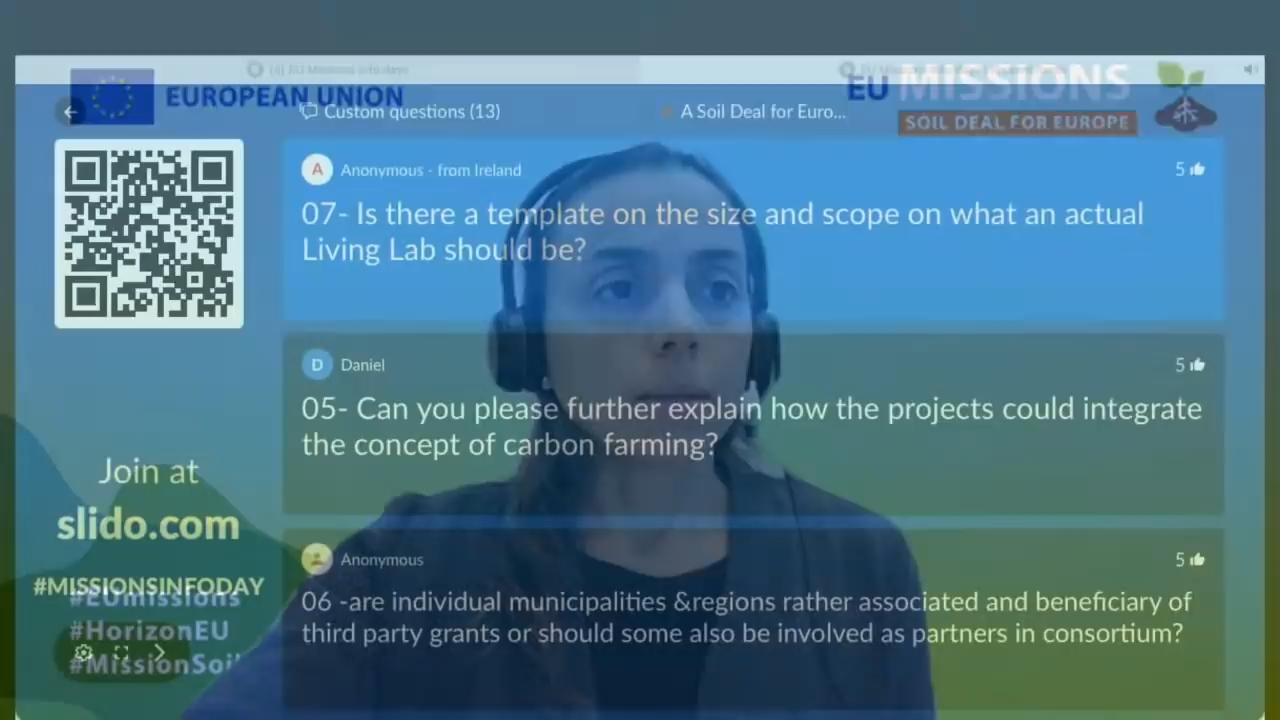 EUROPEAN UNION
EU MISSIONS
SOIL DEAL FOR EUROPE
Custom questions (13)
A Soil Deal for Euro...
A Anonymous - from Ireland 5
07- Is there a template on the size and scope on what an actual
Living Lab should be?
D Daniel 5
05- Can you please further explain how the projects could integrate
the concept of carbon farming?
Anonymous 5
06 -are individual municipalities &regions rather associated and beneficiary of
third party grants or should some also be involved as partners in consortium?
Join at
slido.com
#MISSIONSINFODAY
#EUmissions
#HorizonEU
#MissionSoil